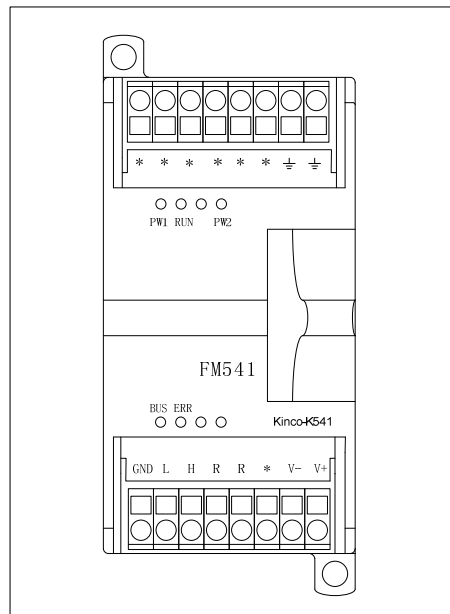 * * * * * * ⏚ ⏚
PW1 RUN PW2
FM541
BUS ERR
Kinco-K541
GND L H R R * V- V+